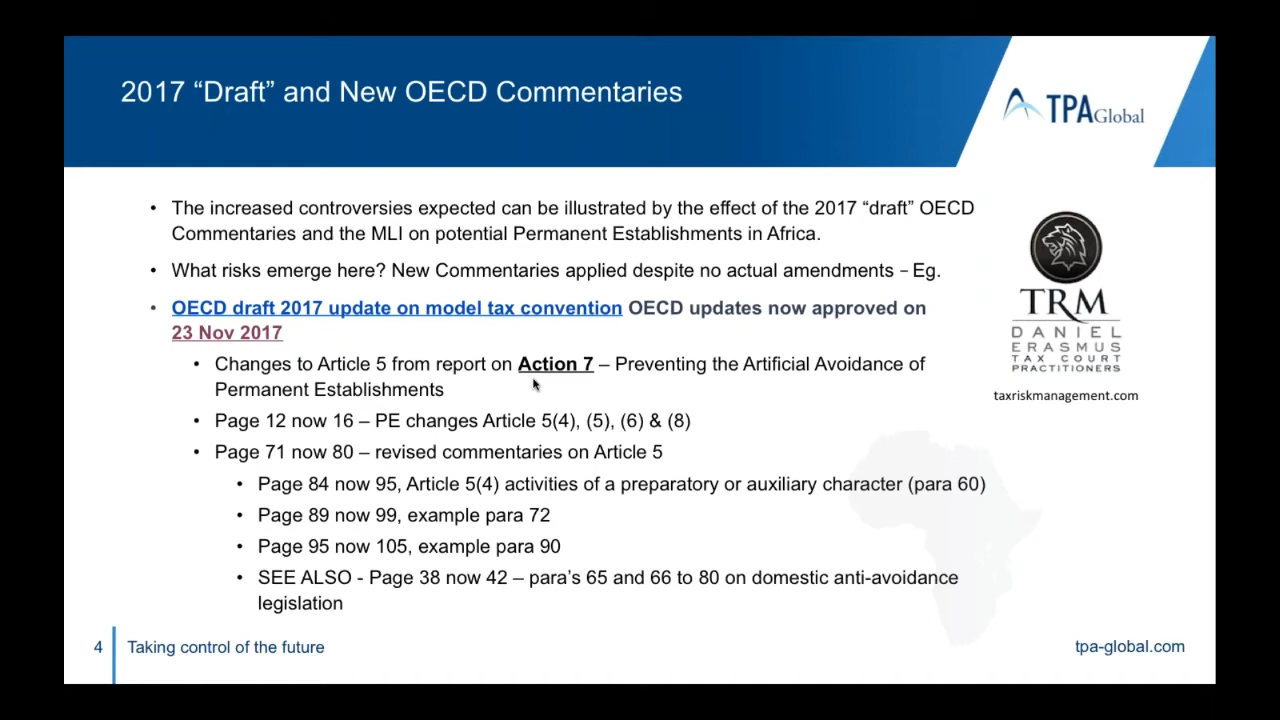 2017 “Draft” and New OECD Commentaries
TPAGlobal
• The increased controversies expected can be illustrated by the effect of the 2017 “draft” OECD
Commentaries and the MLI on potential Permanent Establishments in Africa.
• What risks emerge here? New Commentaries applied despite no actual amendments – Eg.
• OECD draft 2017 update on model tax convention OECD updates now approved on
23 Nov 2017
• Changes to Article 5 from report on Action 7 – Preventing the Artificial Avoidance of
Permanent Establishments
• Page 12 now 16 – PE changes Article 5(4), (5), (6) & (8)
• Page 71 now 80 – revised commentaries on Article 5
• Page 84 now 95, Article 5(4) activities of a preparatory or auxiliary character (para 60)
• Page 89 now 99, example para 72
• Page 95 now 105, example para 90
• SEE ALSO - Page 38 now 42 – para’s 65 and 66 to 80 on domestic anti-avoidance
legislation
TRM
DANIEL
ERASMUS
TAX COURT
PRACTITIONERS
taxriskmanagement.com
4 Taking control of the future
tpa-global.com